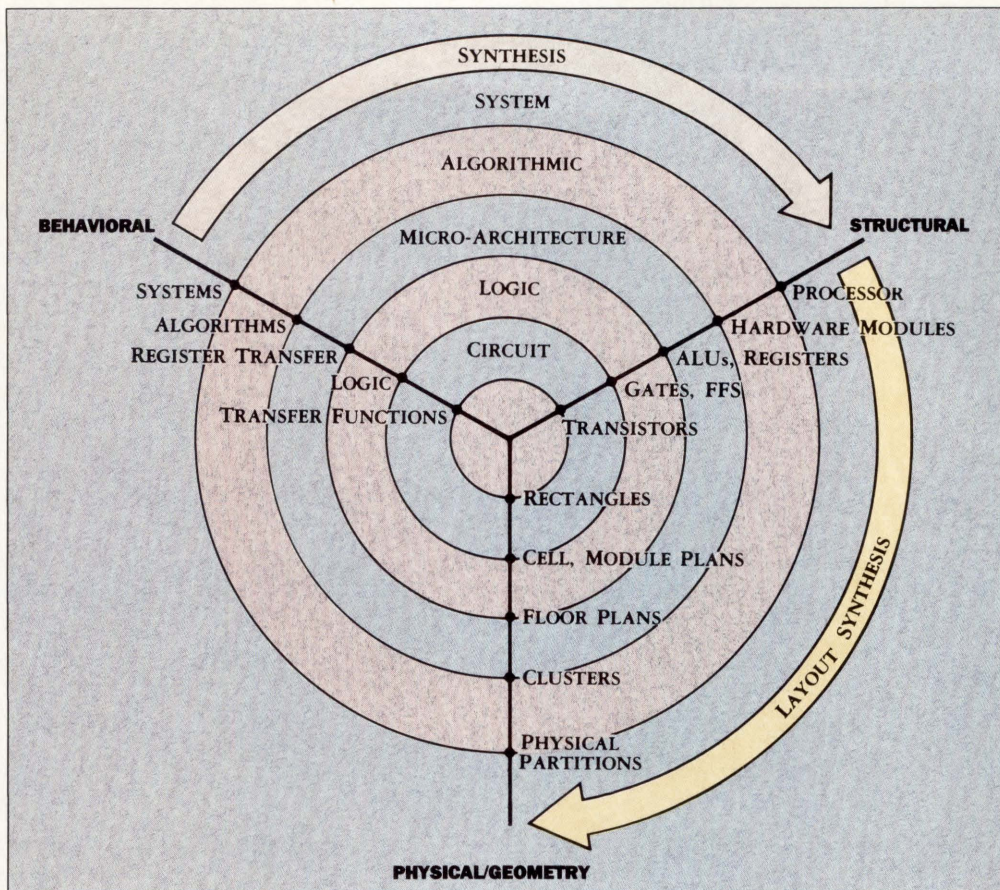 SYNTHESIS
SYSTEM
ALGORITHMIC
BEHAVIORAL
STRUCTURAL
MICRO-ARCHITECTURE
LOGIC
SYSTEMS
PROCESSOR
ALGORITHMS
HARDWARE MODULES
REGISTER TRANSFER
CIRCUIT
ALUs, REGISTERS
LOGIC
GATES, FFS
TRANSFER FUNCTIONS
TRANSISTORS
RECTANGLES
CELL, MODULE PLANS
FLOOR PLANS
LAYOUT SYNTHESIS
CLUSTERS
PHYSICAL
PARTITIONS
PHYSICAL/GEOMETRY